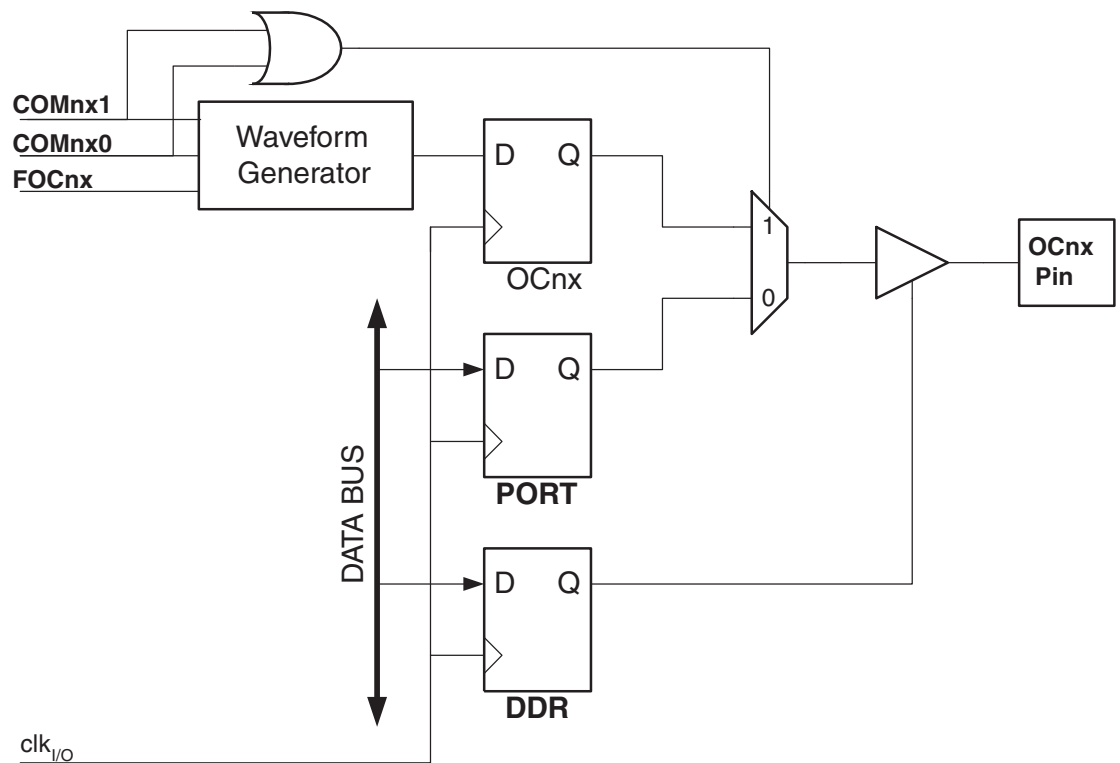 COMnx1
COMnx0
FOCnx
Waveform
Generator
D Q
OCnx
1
0
OCnx
Pin
D Q
PORT
DATA BUS
D Q
DDR
clkI/O